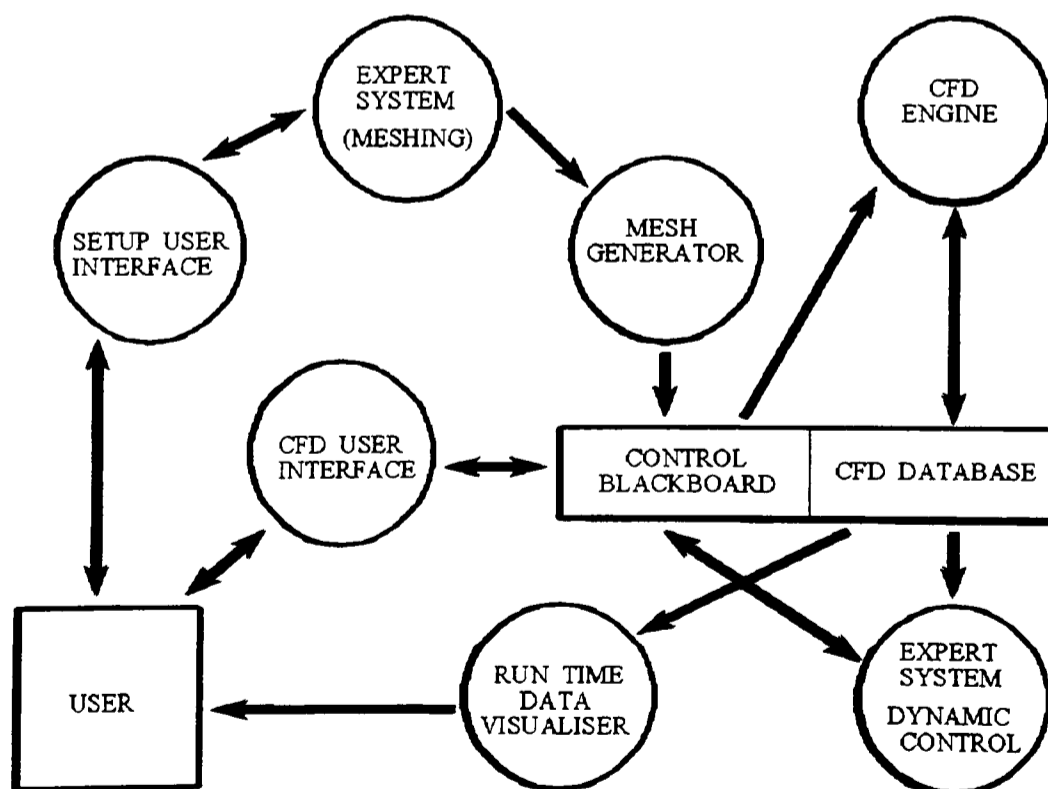 EXPERT
SYSTEM
(MESHING)
CFD
ENGINE
SETUP USER
INTERFACE
MESH
GENERATOR
CFD USER
INTERFACE
CONTROL
BLACKBOARD
CFD DATABASE
USER
RUN TIME
DATA
VISUALISER
EXPERT
SYSTEM
DYNAMIC
CONTROL